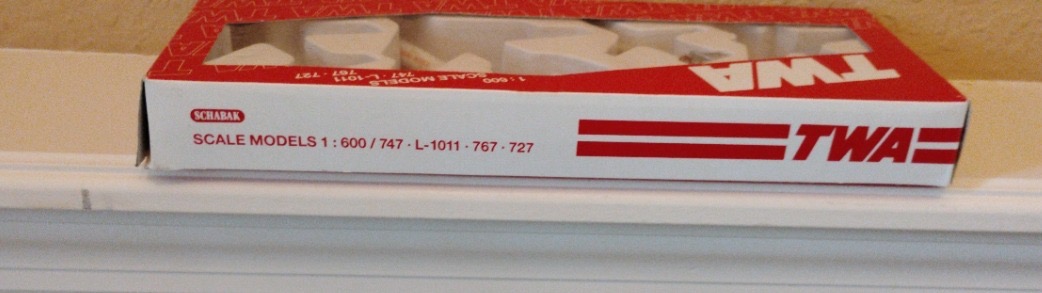 1:600
SCALE MODELS
747 · L-1011
767 · 727
TWA
SCHABAK
SCALE MODELS 1 : 600 / 747 · L-1011 · 767 · 727
TWA